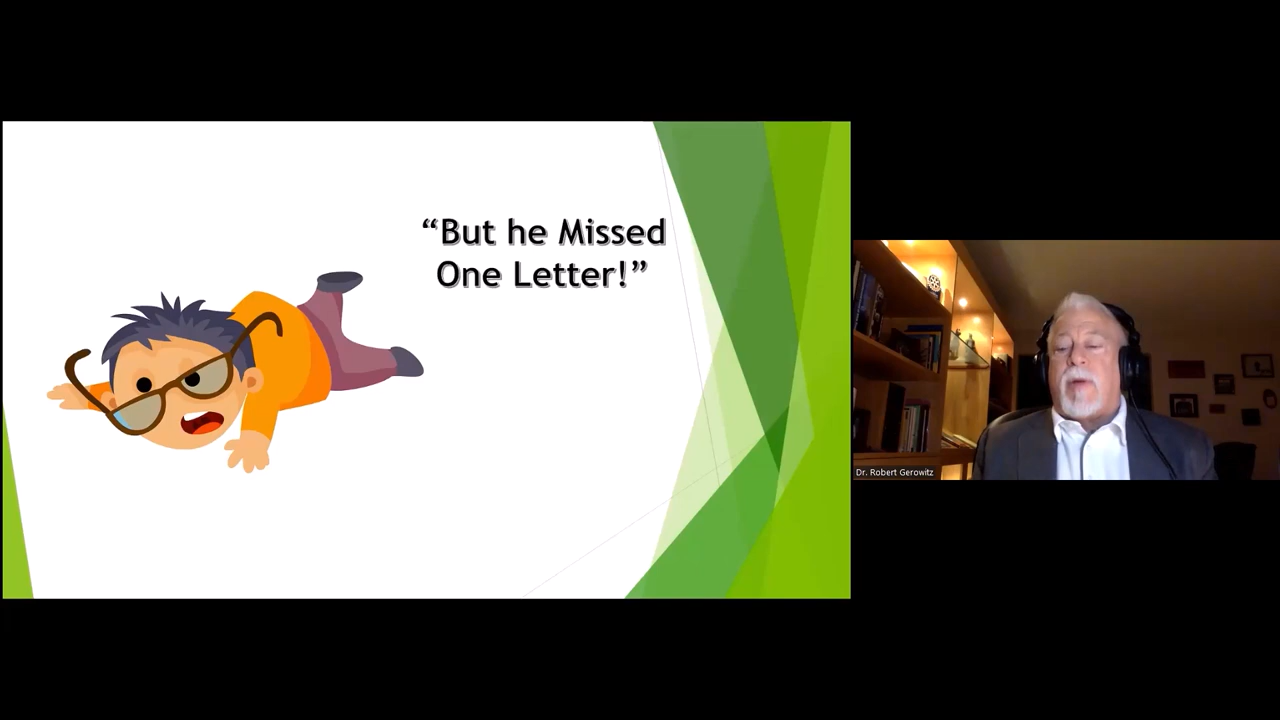 “But he Missed
One Letter!”
Dr. Robert Gerowitz